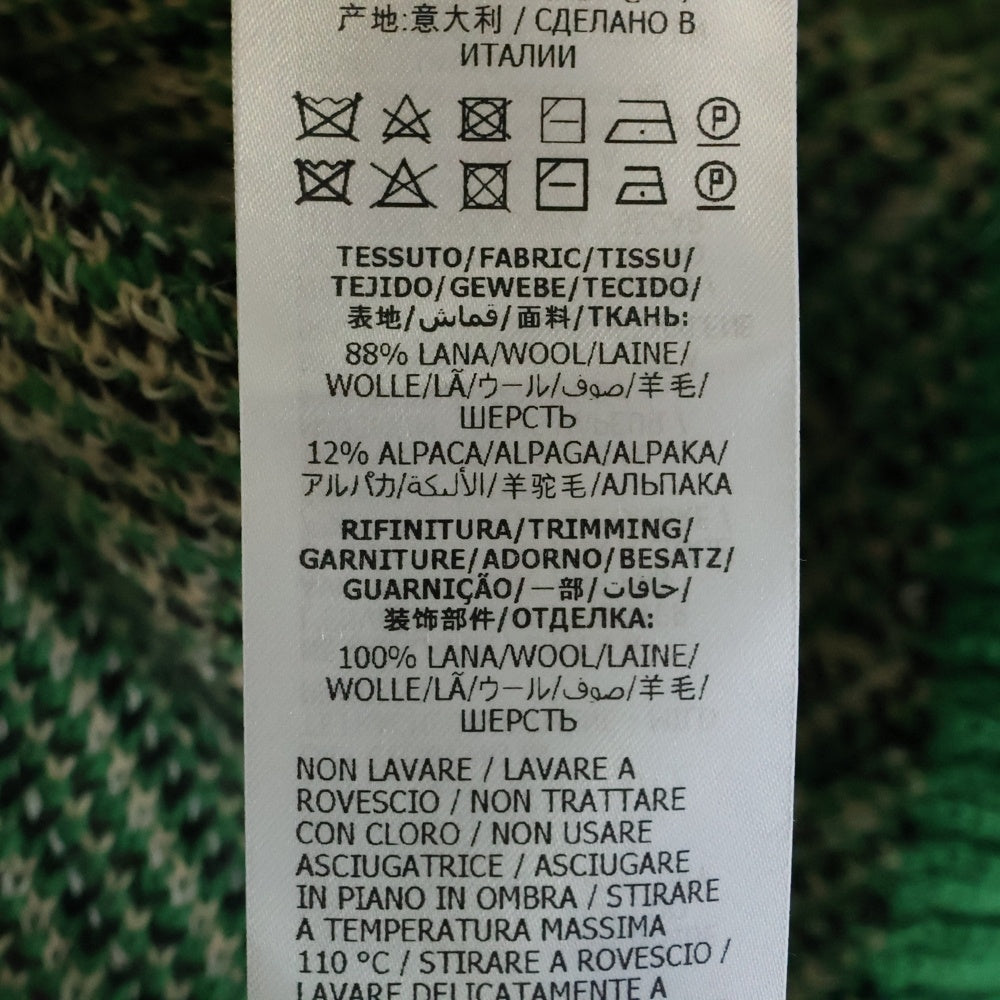 产地:意大利 / СДЕЛАНО В
ИТАЛИИ
P
P
TESSUTO/FABRIC/TISSU/
TEJIDO/GEWEBE/TECIDO/
表地/قماش/面料/ТКАНЬ:
88% LANA/WOOL/LAINE/
WOLLE/LÃ/ウール/صوف/羊毛/
ШЕРСТЬ
12% ALPACA/ALPAGA/ALPAKA/
アルパカ/الألبكة/羊驼毛/АЛЬПАКА
RIFINITURA/TRIMMING/
GARNITURE/ADORNO/BESATZ/
GUARNIÇÃO/一部/حافات/
装饰部件/ОТДЕЛКА:
100% LANA/WOOL/LAINE/
WOLLE/LÃ/ウール/صوف/羊毛/
ШЕРСТЬ
NON LAVARE / LAVARE A
ROVESCIO / NON TRATTARE
CON CLORO / NON USARE
ASCIUGATRICE / ASCIUGARE
IN PIANO IN OMBRA / STIRARE
A TEMPERATURA MASSIMA
110 °C / STIRARE A ROVESCIO /
LAVARE DELICATAMENTE A